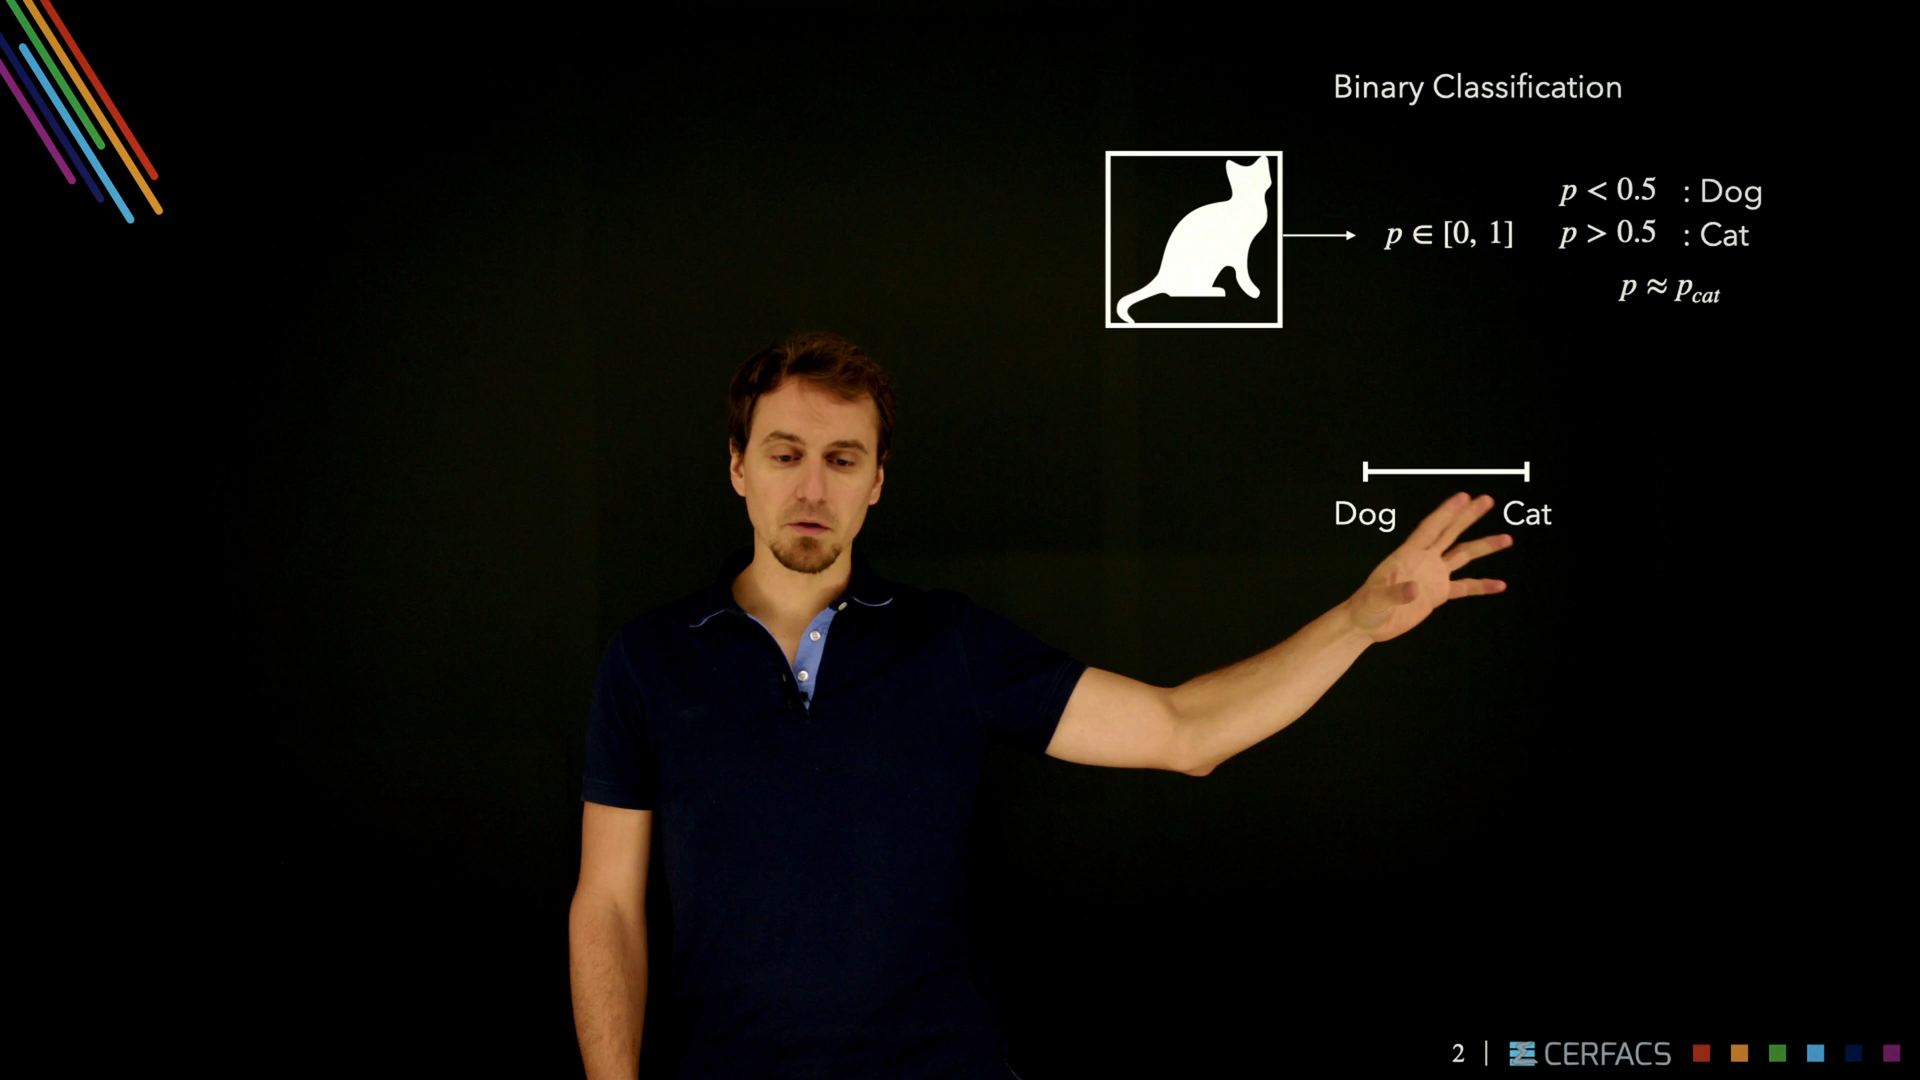 Binary Classification
p ∈ [0, 1]
p < 0.5 : Dog
p > 0.5 : Cat
p ≈ p_cat
Dog
Cat
2 | CERFACS